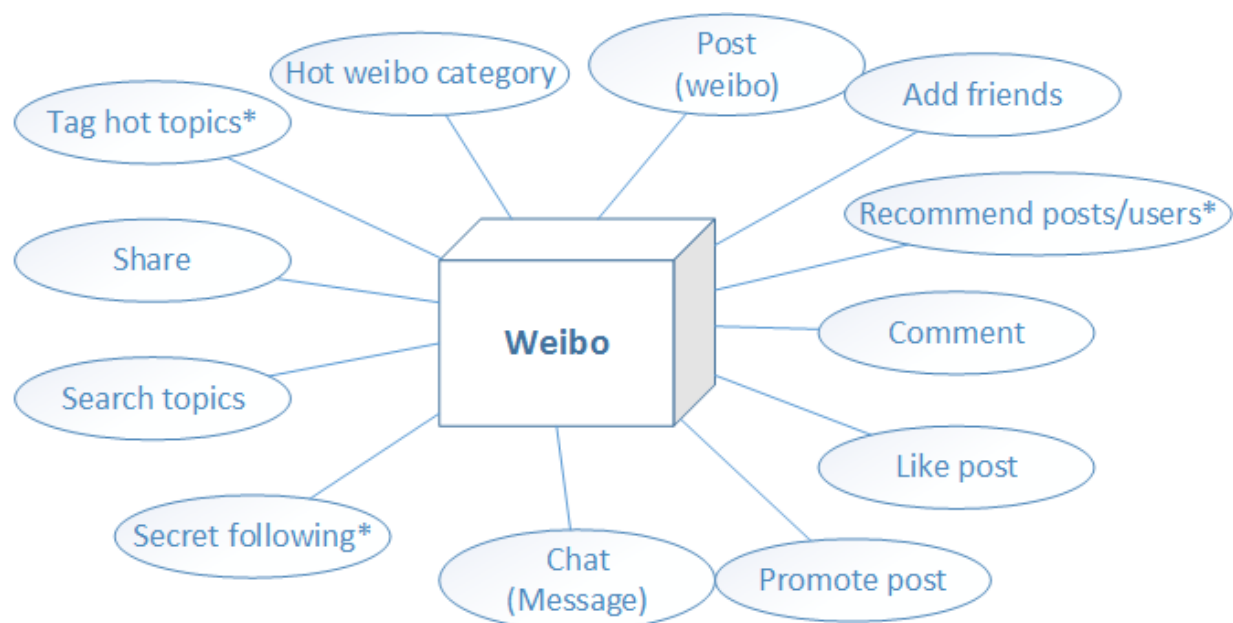 Post
(weibo)
Hot weibo category
Add friends
Tag hot topics*
Recommend posts/users*
Share
Comment
Weibo
Search topics
Like post
Secret following*
Chat
(Message)
Promote post